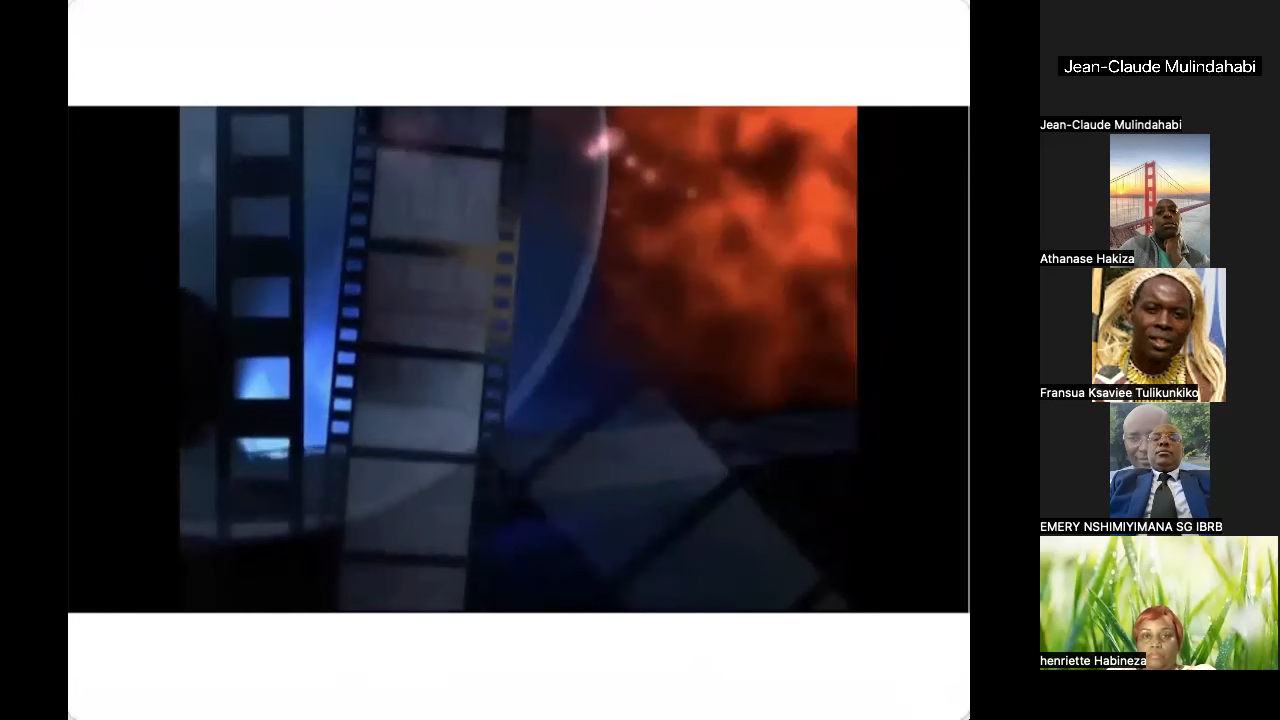 Jean-Claude Mulindahabi
Jean-Claude Mulindahabi
Athanase Hakiza
Fransua Ksaviee Tulikunkiko
EMERY NSHIMIYIMANA SG IBRB
henriette Habineza